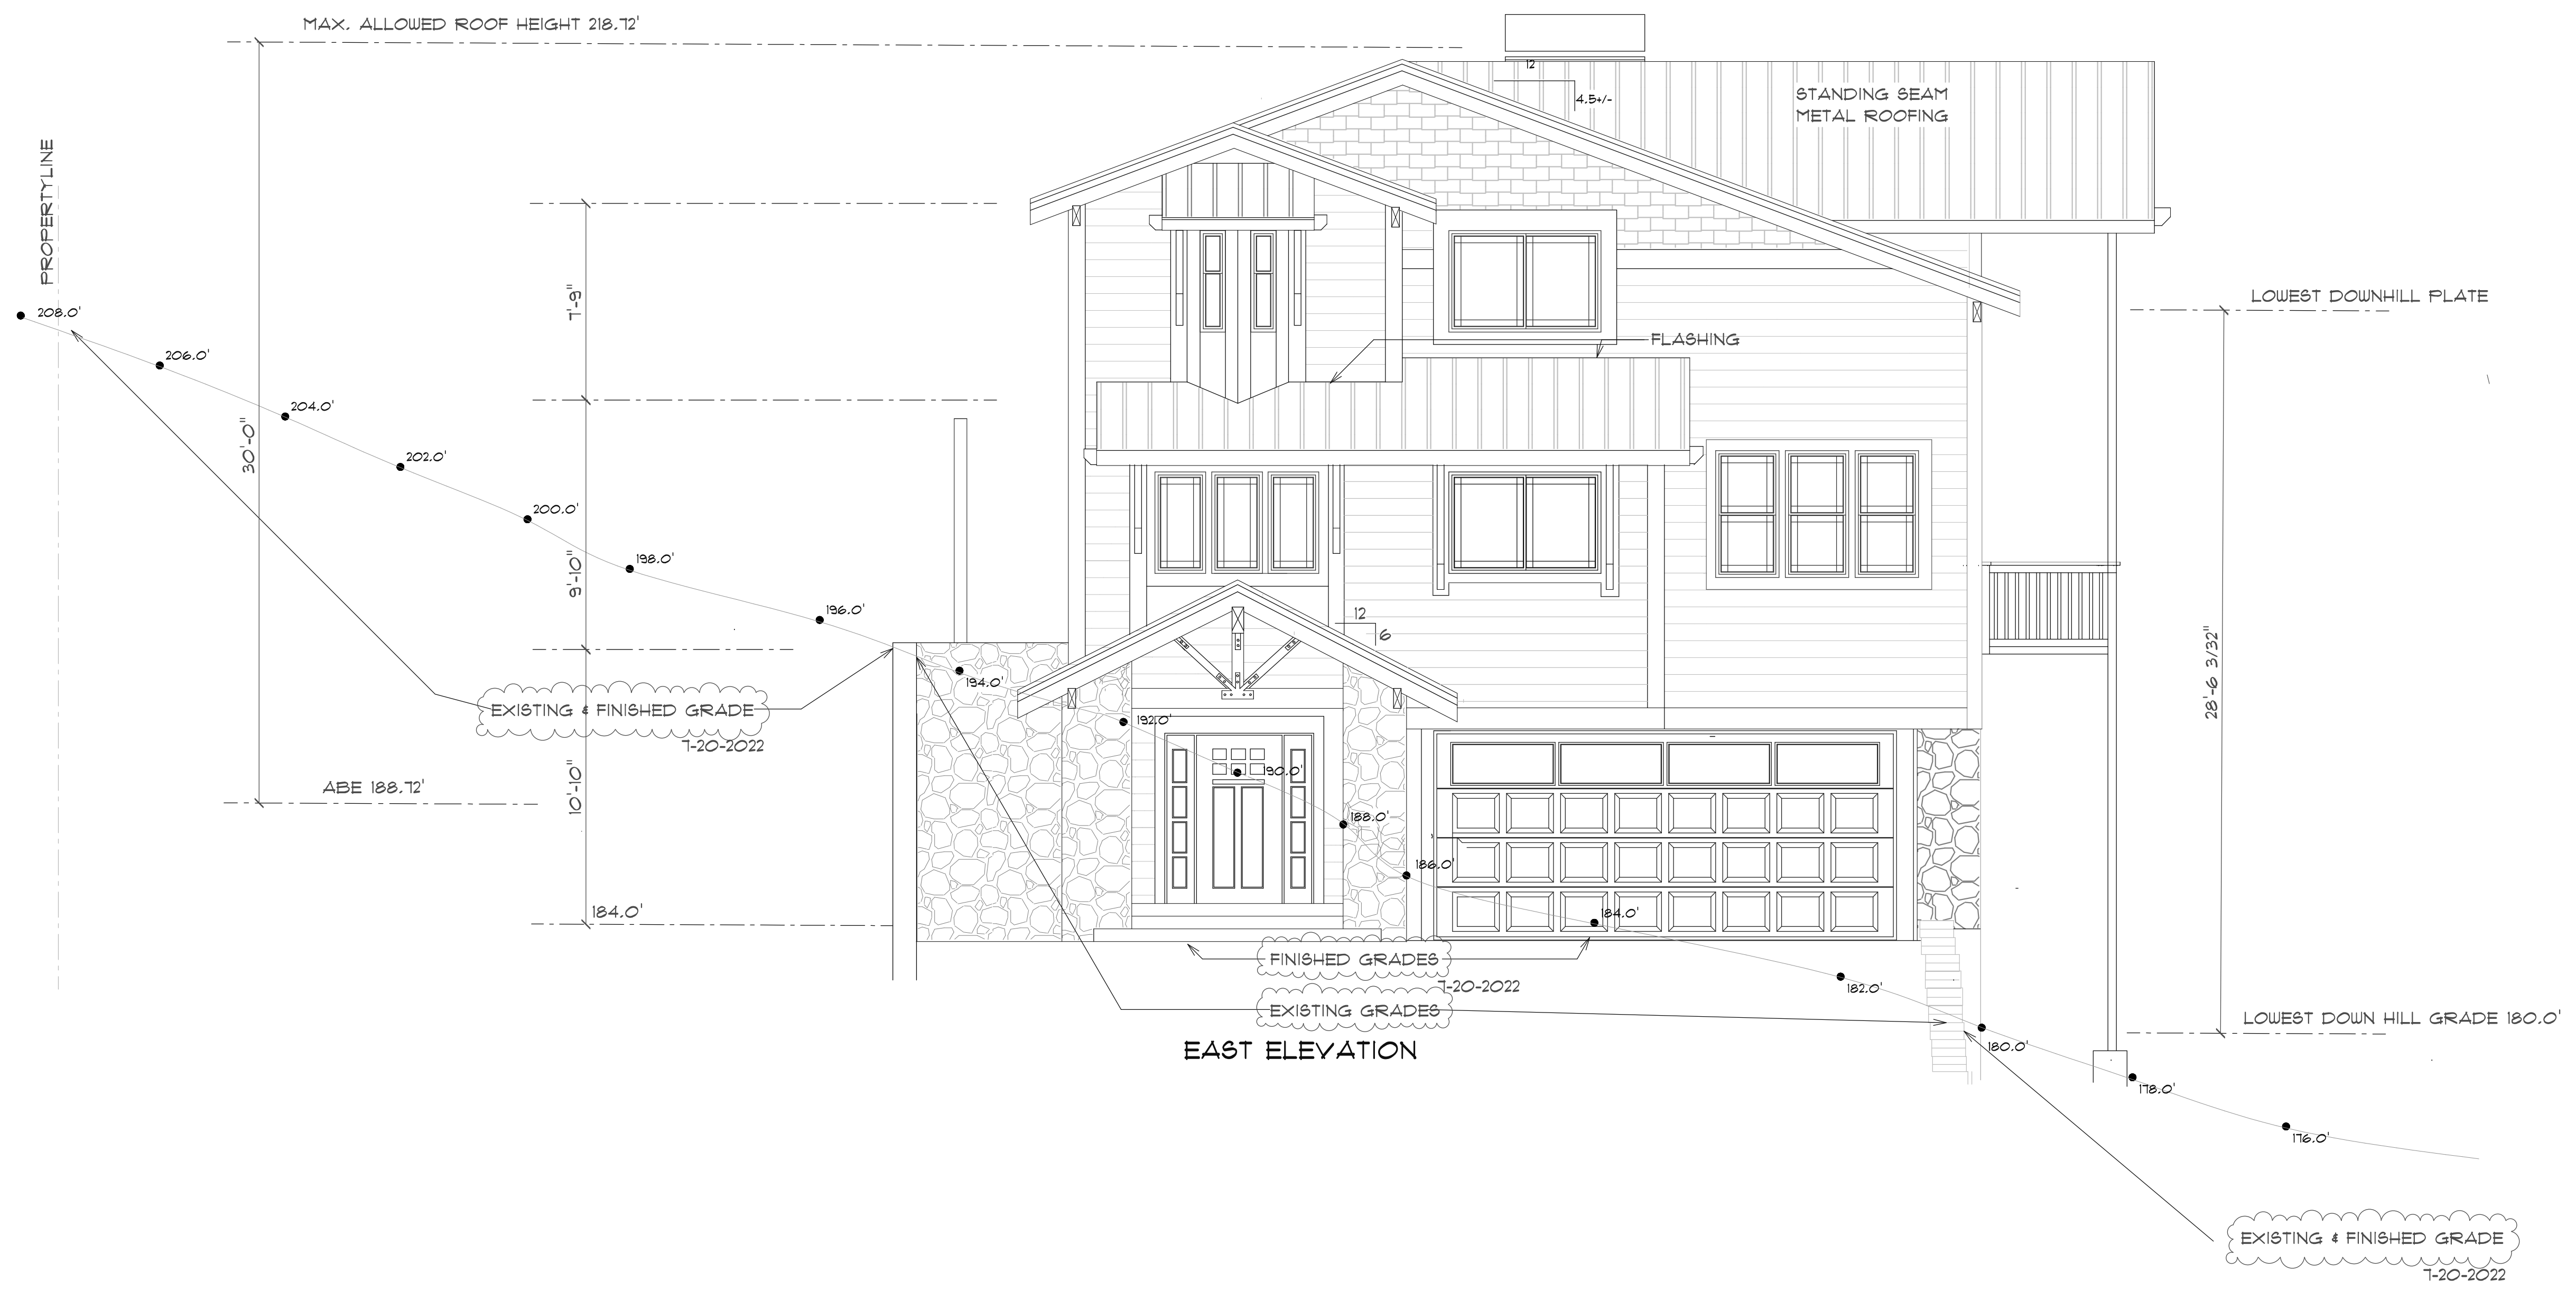 MAX. ALLOWED ROOF HEIGHT 218.72'
12
4.5+/-
STANDING SEAM
METAL ROOFING
PROPERTYLINE
208.0'
206.0'
204.0'
202.0'
200.0'
198.0'
196.0'
194.0'
192.0'
190.0'
188.0'
186.0'
184.0'
182.0'
180.0'
178.0'
176.0'
30'-0"
7'-9"
9'-10"
10'-10"
LOWEST DOWNHILL PLATE
FLASHING
12
6
28'-6 3/32"
EXISTING & FINISHED GRADE
7-20-2022
ABE 188.72'
184.0'
FINISHED GRADES
7-20-2022
EXISTING GRADES
LOWEST DOWN HILL GRADE 180.0'
EAST ELEVATION
EXISTING & FINISHED GRADE
7-20-2022